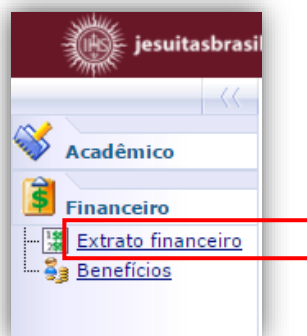 IHS jesuitasbrasil
<<
Acadêmico
Financeiro
Extrato financeiro
Benefícios